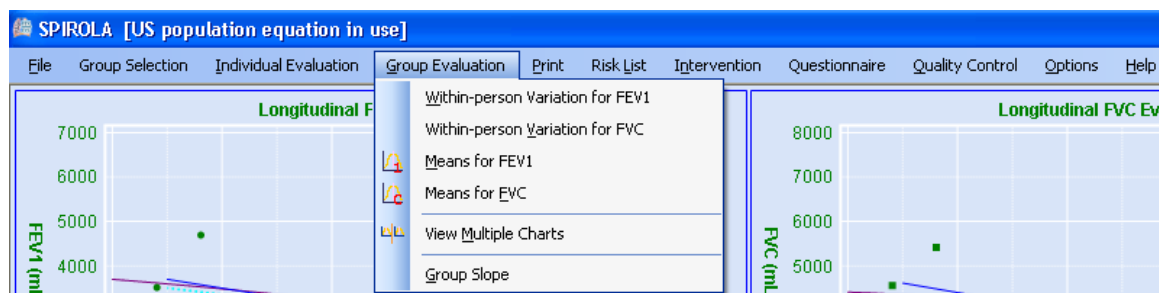 SPIROLA [US population equation in use]
File Group Selection Individual Evaluation Group Evaluation Print Risk List Intervention Questionnaire Quality Control Options Help
Longitudinal F
7000
6000
5000
4000
FEV1 (mL
Within-person Variation for FEV1
Within-person Variation for FVC
1 Means for FEV1
C Means for FVC
View Multiple Charts
Group Slope
Longitudinal FVC Ev
8000
7000
6000
5000
FVC (mL